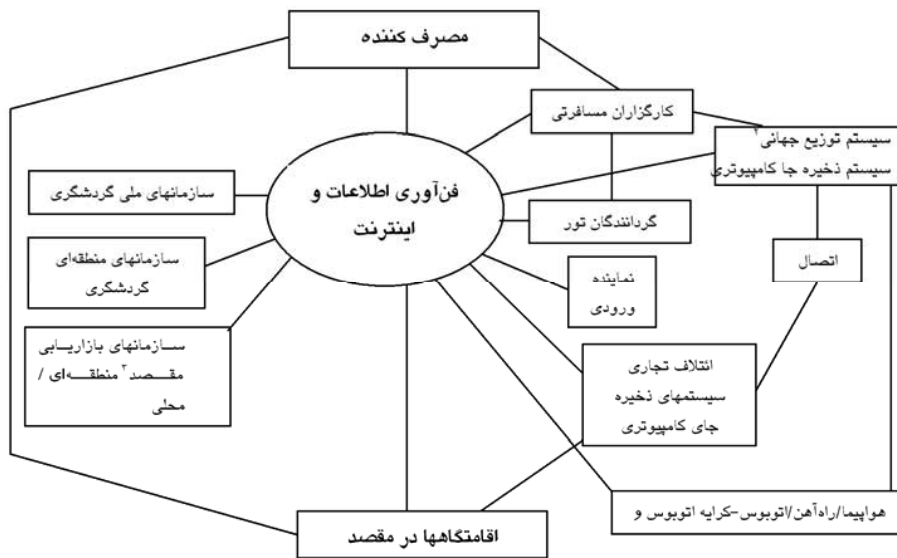 مصرف کننده
کارگزاران مسافرتی
سیستم توزیع جهانی۲
سیستم ذخیره جا کامپیوتری
فن‌آوری اطلاعات و
اینترنت
سازمانهای ملی گردشگری
گردانندگان تور
سازمانهای منطقه‌ای
گردشگری
نماینده
ورودی
اتصال
سازمانهای بازاریابی
مقصد۳ منطقه‌ای /
محلی
ائتلاف تجاری
سیستمهای ذخیره
جای کامپیوتری
هواپیما/راه‌آهن/اتوبوس-کرایه اتوبوس و
اقامتگاهها در مقصد